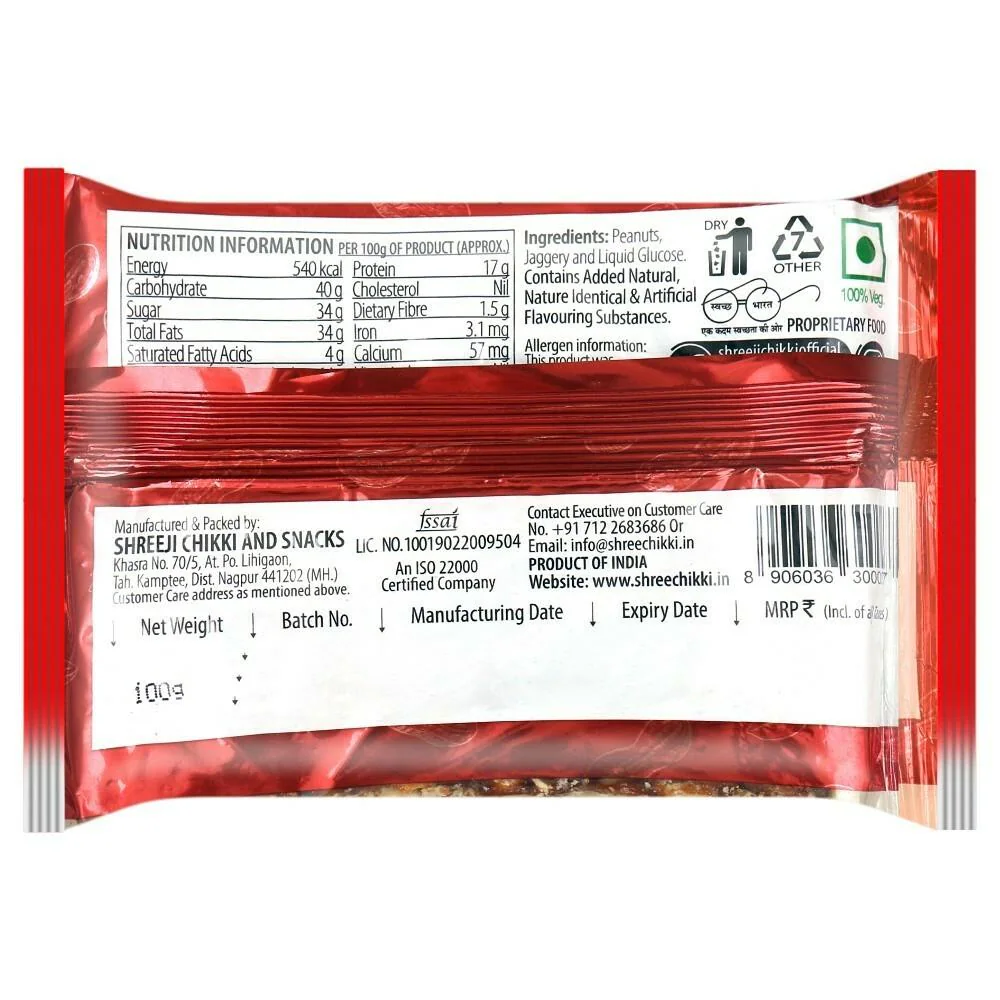 NUTRITION INFORMATION PER 100g OF PRODUCT (APPROX.)
Energy 540 kcal Protein 17 g
Carbohydrate 40 g Cholesterol Nil
Sugar 34 g Dietary Fibre 1.5 g
Total Fats 34 g Iron 3.1 mg
Saturated Fatty Acids 4 g Calcium 57 mg
Ingredients: Peanuts,
Jaggery and Liquid Glucose.
Contains Added Natural,
Nature Identical & Artificial
Flavouring Substances.
Allergen information:
This product was
DRY
7
OTHER
100% Veg.
स्वच्छ भारत
एक कदम स्वच्छता की ओर
PROPRIETARY FOOD
shreejichikkiofficial
Manufactured & Packed by:
SHREEJI CHIKKI AND SNACKS
Khasra No. 70/5, At. Po. Lihigaon,
Tah. Kamptee, Dist. Nagpur 441202 (MH.)
Customer Care address as mentioned above.
fssai
LIC. NO.10019022009504
An ISO 22000
Certified Company
Contact Executive on Customer Care
No. +91 712 2683686 Or
Email: info@shreechikki.in
PRODUCT OF INDIA
Website: www.shreechikki.in
8 906036 30007
Net Weight Batch No. Manufacturing Date Expiry Date MRP ₹ (Incl. of all
100g